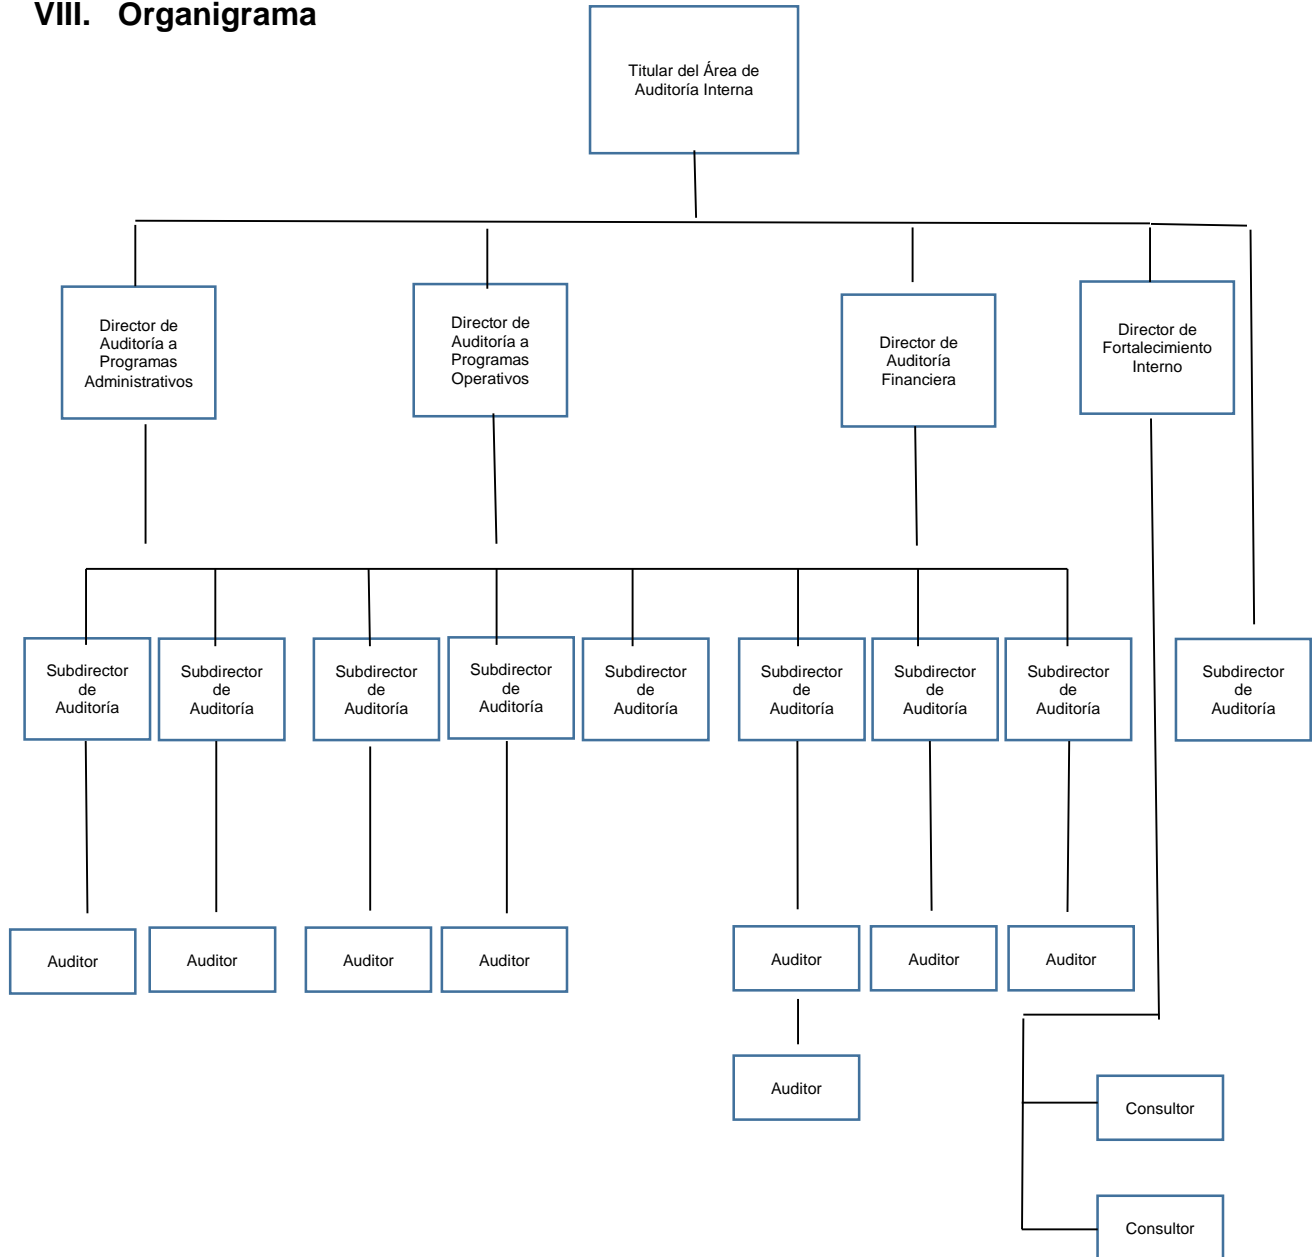 VIII. Organigrama
Titular del Área de
Auditoría Interna
Director de
Auditoría a
Programas
Administrativos
Director de
Auditoría a
Programas
Operativos
Director de
Auditoría
Financiera
Director de
Fortalecimiento
Interno
Subdirector
de
Auditoría
Subdirector
de
Auditoría
Subdirector
de
Auditoría
Subdirector
de
Auditoría
Subdirector
de
Auditoría
Subdirector
de
Auditoría
Subdirector
de
Auditoría
Subdirector
de
Auditoría
Subdirector
de
Auditoría
Auditor
Auditor
Auditor
Auditor
Auditor
Auditor
Auditor
Auditor
Consultor
Consultor